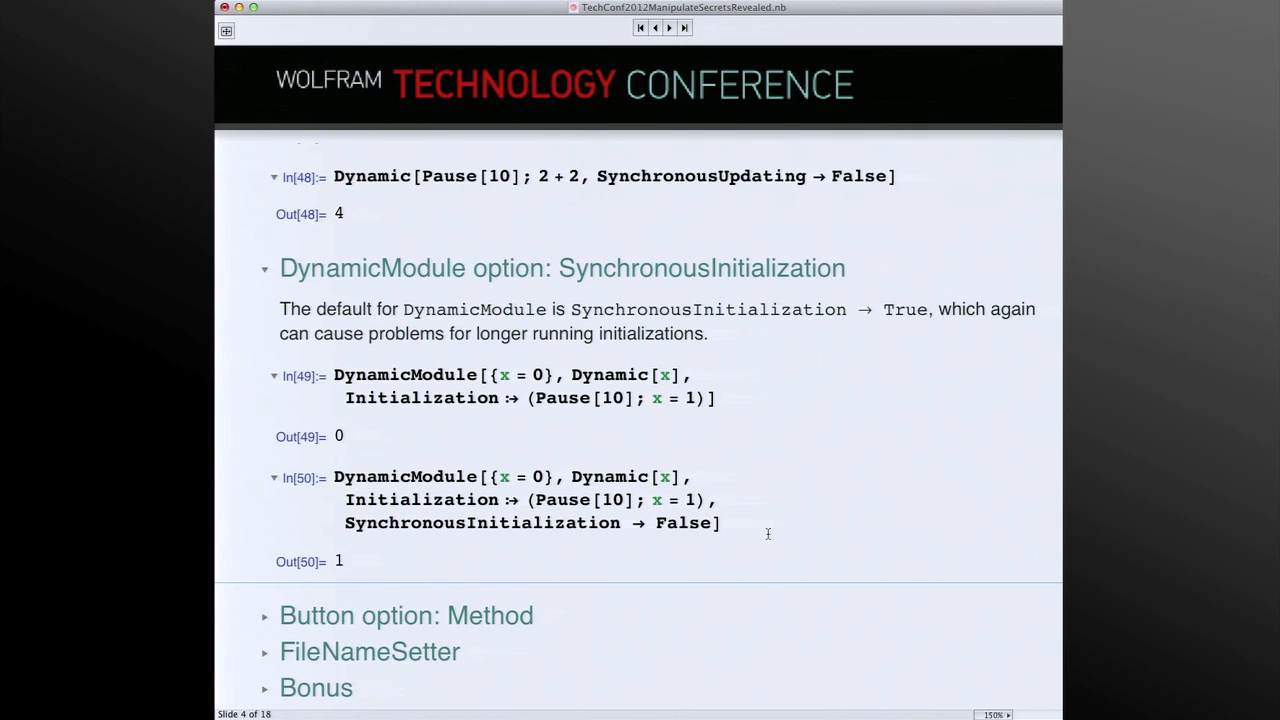 TechConf2012ManipulateSecretsRevealed.nb
WOLFRAM TECHNOLOGY CONFERENCE
In[48]:= Dynamic[Pause[10]; 2 + 2, SynchronousUpdating → False]
Out[48]= 4
DynamicModule option: SynchronousInitialization
The default for DynamicModule is SynchronousInitialization → True, which again
can cause problems for longer running initializations.
In[49]:= DynamicModule[{x = 0}, Dynamic[x],
Initialization :→ (Pause[10]; x = 1)]
Out[49]= 0
In[50]:= DynamicModule[{x = 0}, Dynamic[x],
Initialization :→ (Pause[10]; x = 1),
SynchronousInitialization → False]
Out[50]= 1
Button option: Method
FileNameSetter
Bonus
Slide 4 of 18
150%